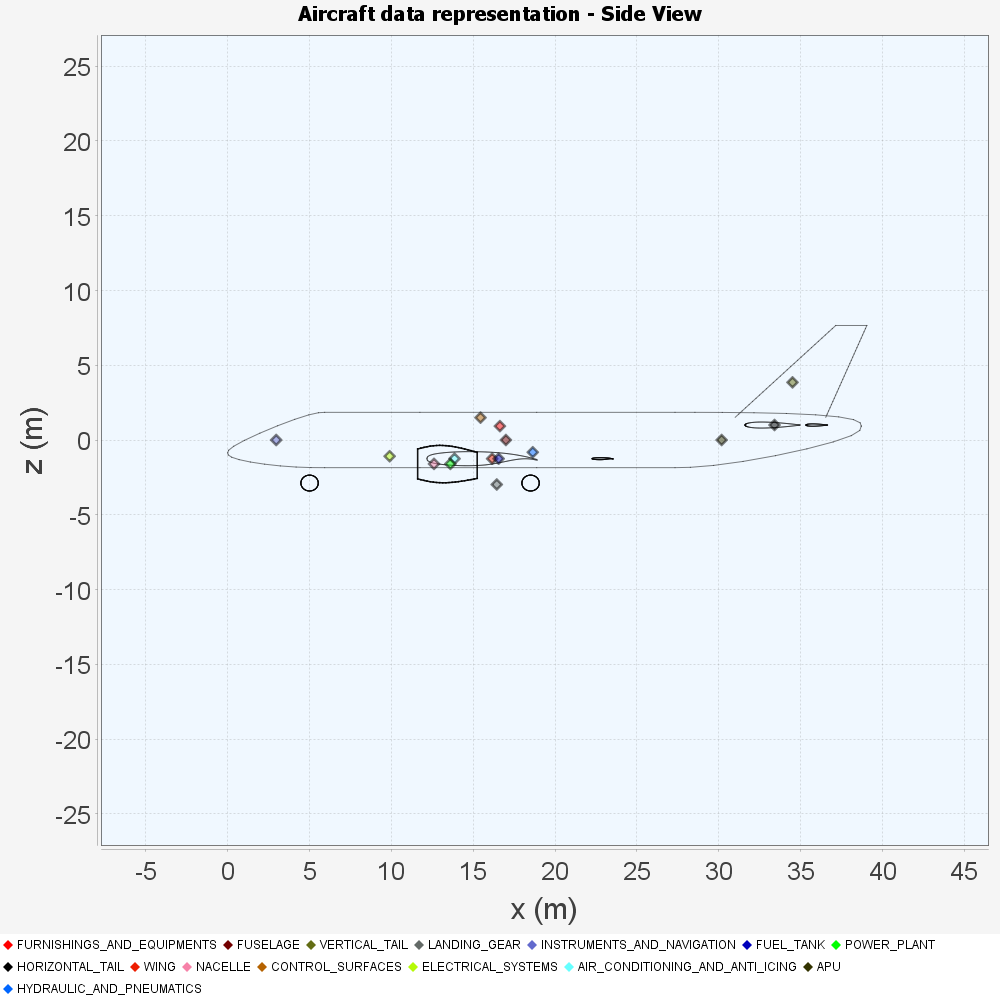 Aircraft data representation - Side View
25
20
15
10
5
0
-5
-10
-15
-20
-25
z (m)
-5 0 5 10 15 20 25 30 35 40 45
x (m)
FURNISHINGS_AND_EQUIPMENTS FUSELAGE VERTICAL_TAIL LANDING_GEAR INSTRUMENTS_AND_NAVIGATION FUEL_TANK POWER_PLANT
HORIZONTAL_TAIL WING NACELLE CONTROL_SURFACES ELECTRICAL_SYSTEMS AIR_CONDITIONING_AND_ANTI_ICING APU
HYDRAULIC_AND_PNEUMATICS